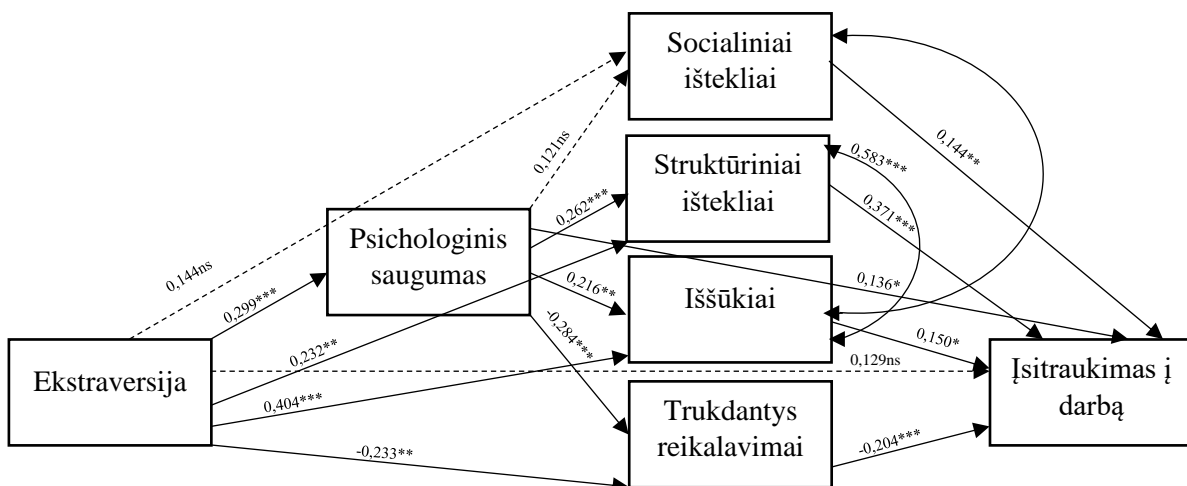 Socialiniai
ištekliai
0,144**
0,121ns
0,583***
Struktūriniai
ištekliai
0,262***
0,371***
Psichologinis
saugumas
0,144ns
0,299***
0,216**
Iššūkiai
0,136*
-0,284***
0,150*
0,232**
0,129ns
Ekstraversija
Įsitraukimas į
darbą
0,404***
Trukdantys
reikalavimai
-0,233**
-0,204***